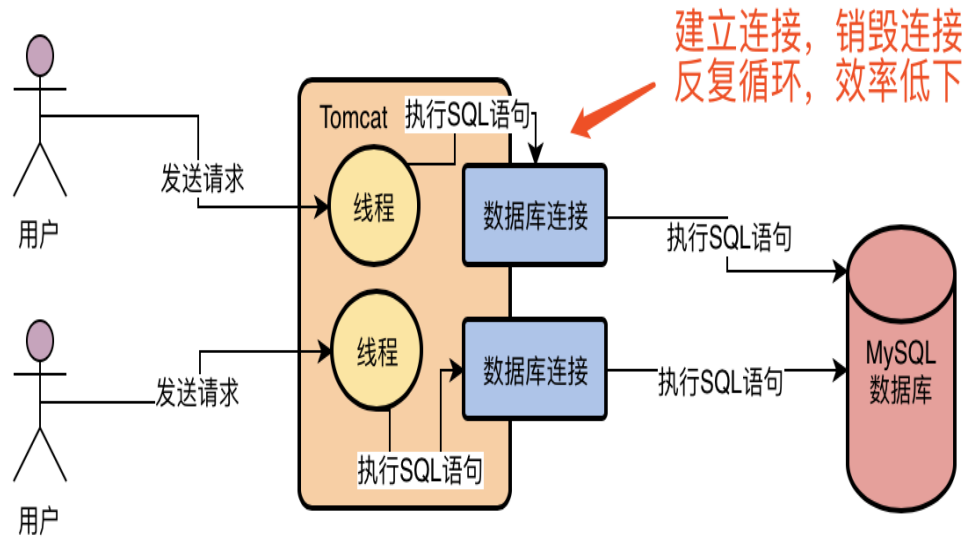 建立连接，销毁连接
反复循环，效率低下
Tomcat
执行SQL语句
发送请求
线程
数据库连接
执行SQL语句
用户
线程
数据库连接
MySQL
数据库
发送请求
执行SQL语句
执行SQL语句
用户